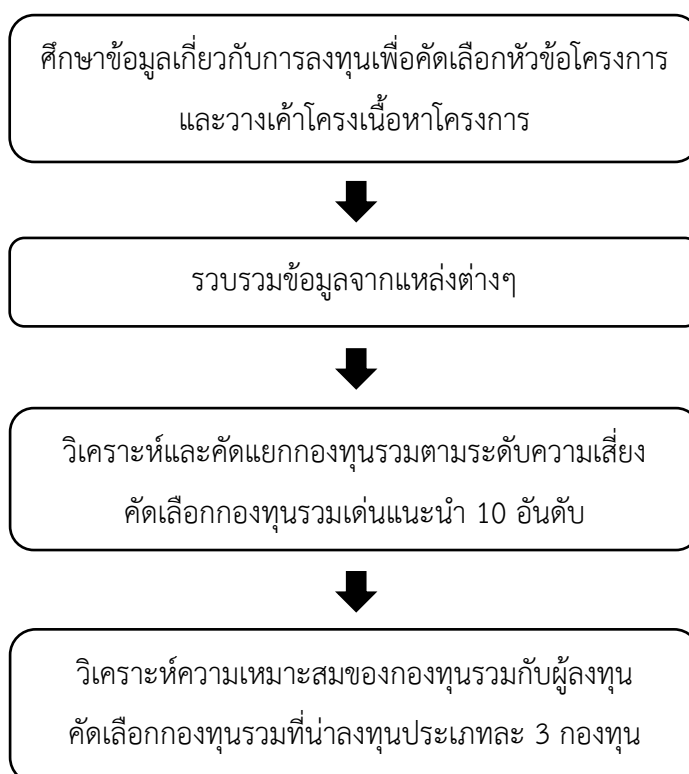 ศึกษาข้อมูลเกี่ยวกับการลงทุนเพื่อคัดเลือกหัวข้อโครงการ
และวางเค้าโครงเนื้อหาโครงการ
รวบรวมข้อมูลจากแหล่งต่างๆ
วิเคราะห์และคัดแยกกองทุนรวมตามระดับความเสี่ยง
คัดเลือกกองทุนรวมเด่นแนะนำ 10 อันดับ
วิเคราะห์ความเหมาะสมของกองทุนรวมกับผู้ลงทุน
คัดเลือกกองทุนรวมที่น่าลงทุนประเภทละ 3 กองทุน